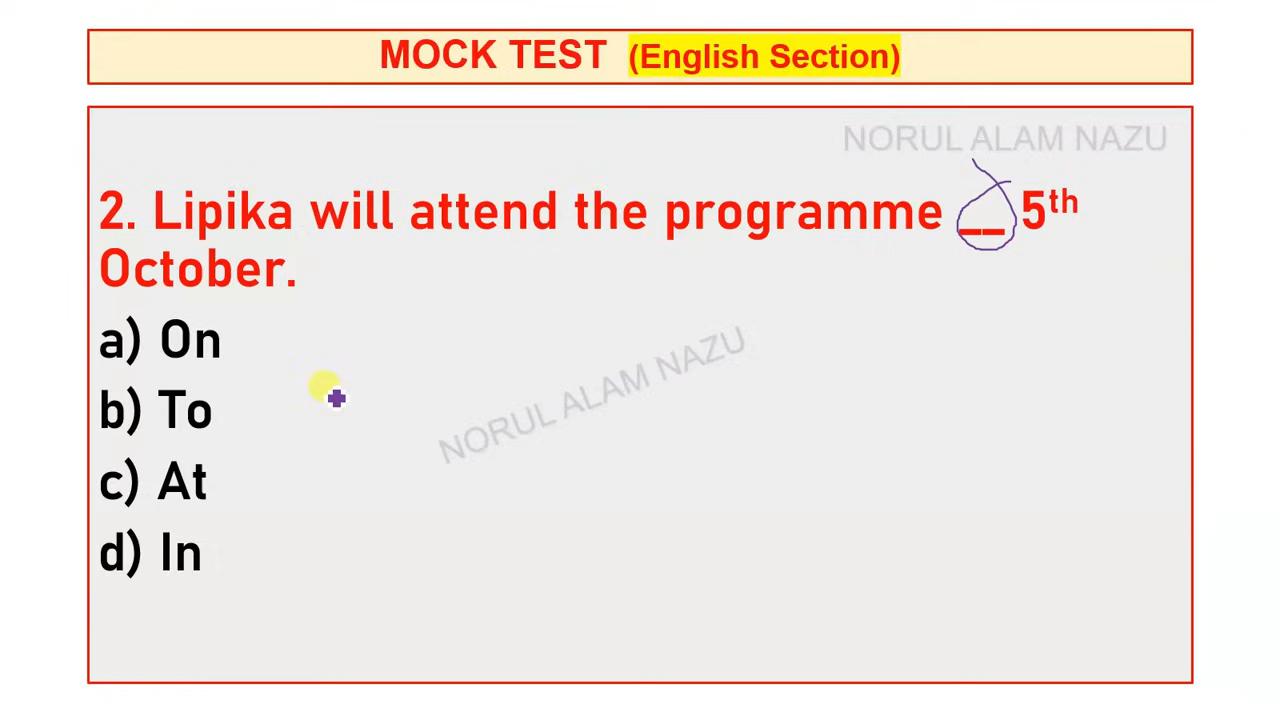 MOCK TEST (English Section)
NORUL ALAM NAZU
2. Lipika will attend the programme __ 5th
October.
a) On
b) To
NORUL ALAM NAZU
c) At
d) In